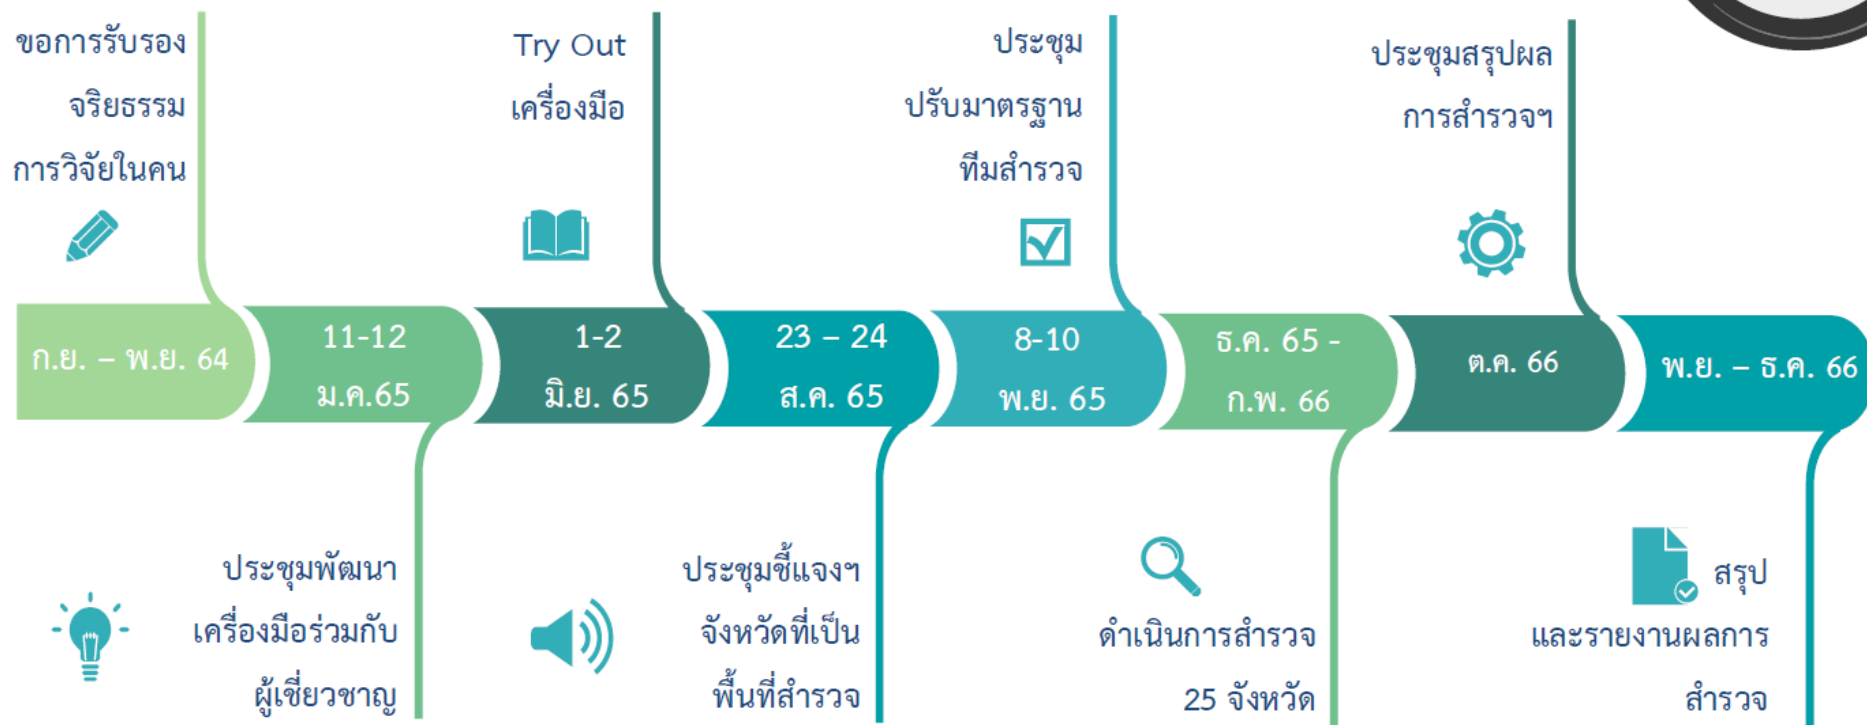 ขอการรับรอง
จริยธรรม
การวิจัยในคน
Try Out
เครื่องมือ
ประชุม
ปรับมาตรฐาน
ทีมสำรวจ
ประชุมสรุปผล
การสำรวจฯ
ก.ย. – พ.ย. 64
11-12
ม.ค.65
1-2
มิ.ย. 65
23 – 24
ส.ค. 65
8-10
พ.ย. 65
ธ.ค. 65 -
ก.พ. 66
ต.ค. 66
พ.ย. – ธ.ค. 66
ประชุมพัฒนา
เครื่องมือร่วมกับ
ผู้เชี่ยวชาญ
ประชุมชี้แจงฯ
จังหวัดที่เป็น
พื้นที่สำรวจ
ดำเนินการสำรวจ
25 จังหวัด
สรุป
และรายงานผลการ
สำรวจ